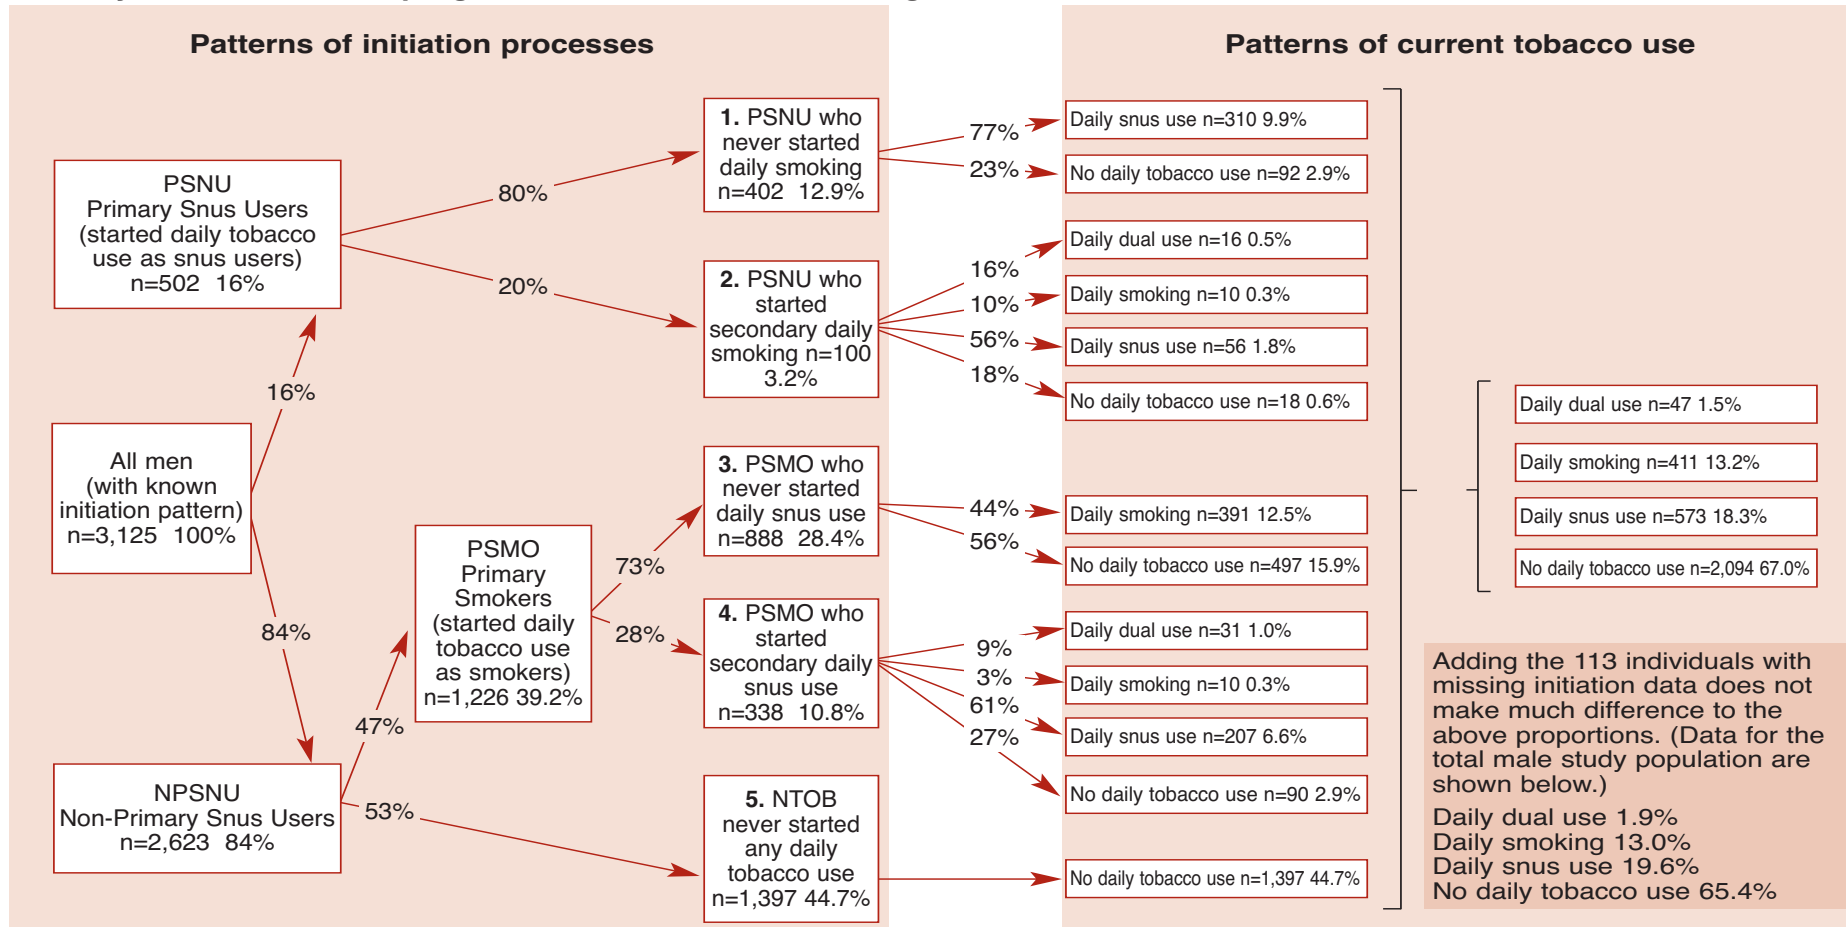 Patterns of initiation processes
Patterns of current tobacco use
PSNU
Primary Snus Users
(started daily tobacco
use as snus users)
n=502 16%
All men
(with known
initiation pattern)
n=3,125 100%
NPSNU
Non-Primary Snus Users
n=2,623 84%
16%
84%
80%
20%
47%
53%
PSMO
Primary
Smokers
(started daily
tobacco use
as smokers)
n=1,226 39.2%
73%
28%
1. PSNU who
never started
daily smoking
n=402 12.9%
2. PSNU who
started
secondary daily
smoking n=100
3.2%
3. PSMO who
never started
daily snus use
n=888 28.4%
4. PSMO who
started
secondary daily
snus use
n=338 10.8%
5. NTOB
never started
any daily
tobacco use
n=1,397 44.7%
77%
23%
16%
10%
56%
18%
44%
56%
9%
3%
61%
27%
Daily snus use n=310 9.9%
No daily tobacco use n=92 2.9%
Daily dual use n=16 0.5%
Daily smoking n=10 0.3%
Daily snus use n=56 1.8%
No daily tobacco use n=18 0.6%
Daily smoking n=391 12.5%
No daily tobacco use n=497 15.9%
Daily dual use n=31 1.0%
Daily smoking n=10 0.3%
Daily snus use n=207 6.6%
No daily tobacco use n=90 2.9%
No daily tobacco use n=1,397 44.7%
Daily dual use n=47 1.5%
Daily smoking n=411 13.2%
Daily snus use n=573 18.3%
No daily tobacco use n=2,094 67.0%
Adding the 113 individuals with
missing initiation data does not
make much difference to the
above proportions. (Data for the
total male study population are
shown below.)
Daily dual use 1.9%
Daily smoking 13.0%
Daily snus use 19.6%
No daily tobacco use 65.4%